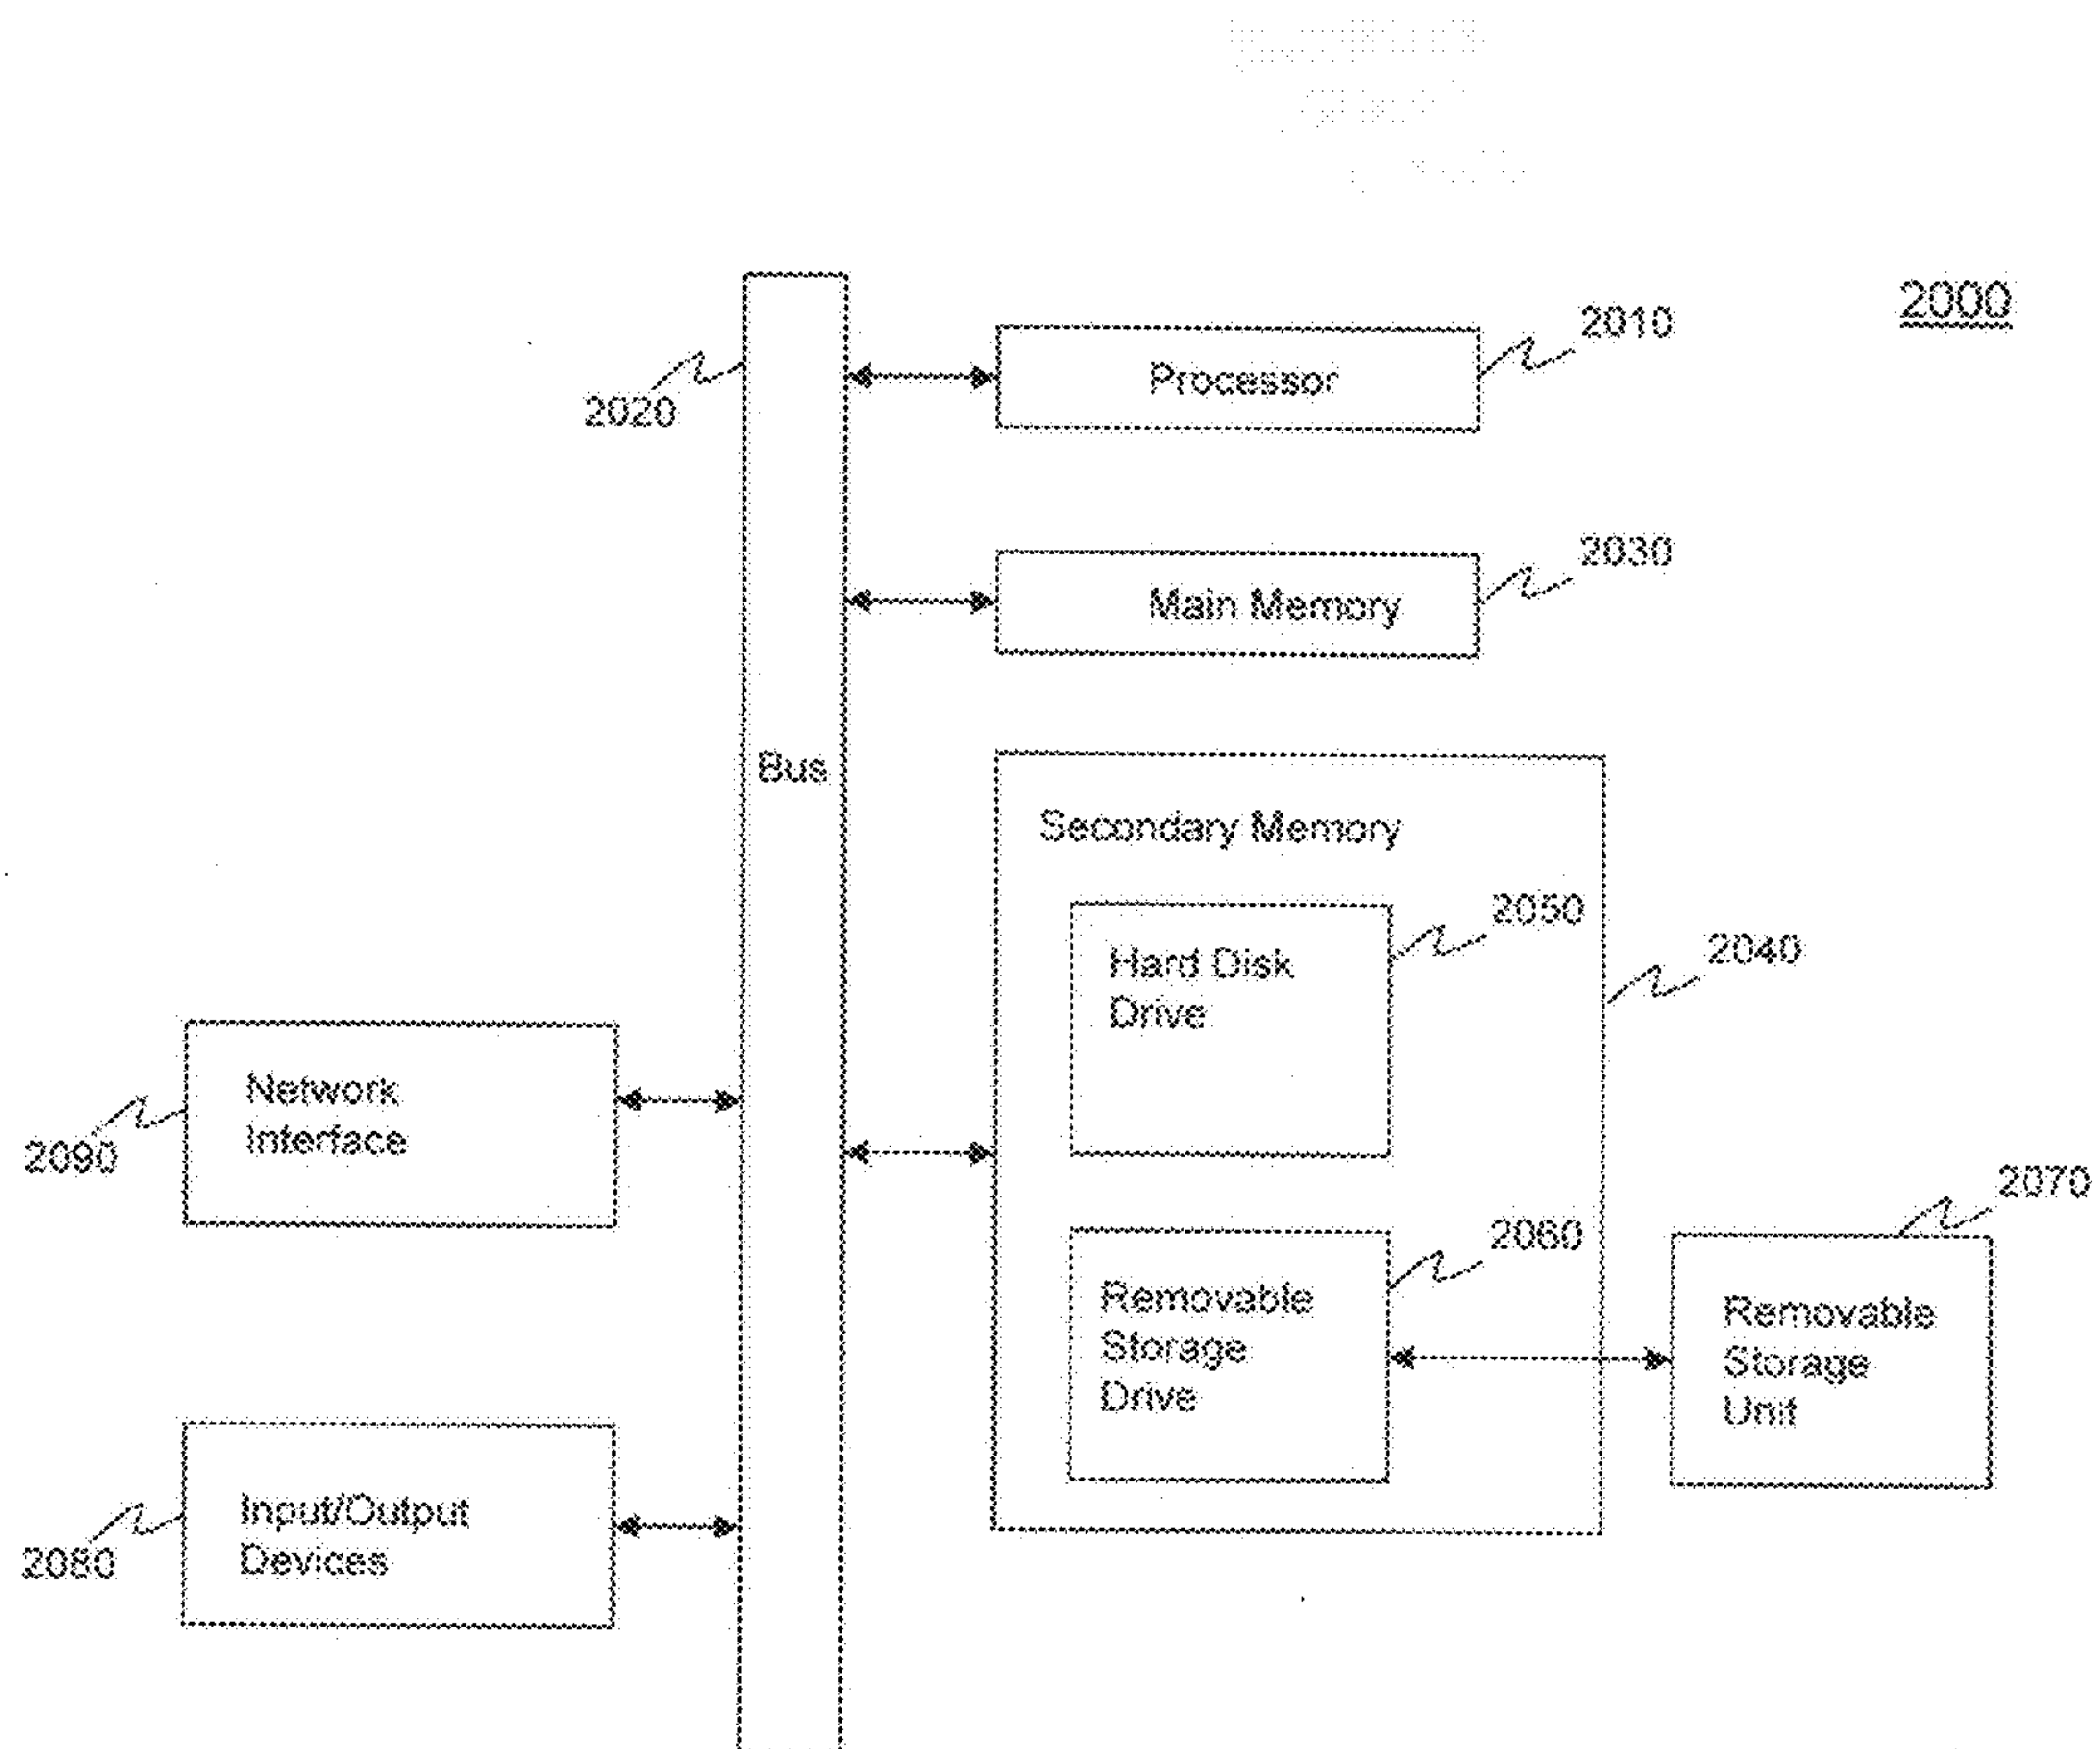 2000
2010
Processor
2020
2030
Main Memory
Bus
Secondary Memory
2050
Hard Disk
Drive
2040
Network
Interface
2090
2070
2060
Removable
Storage
Drive
Removable
Storage
Unit
Input/Output
Devices
2080